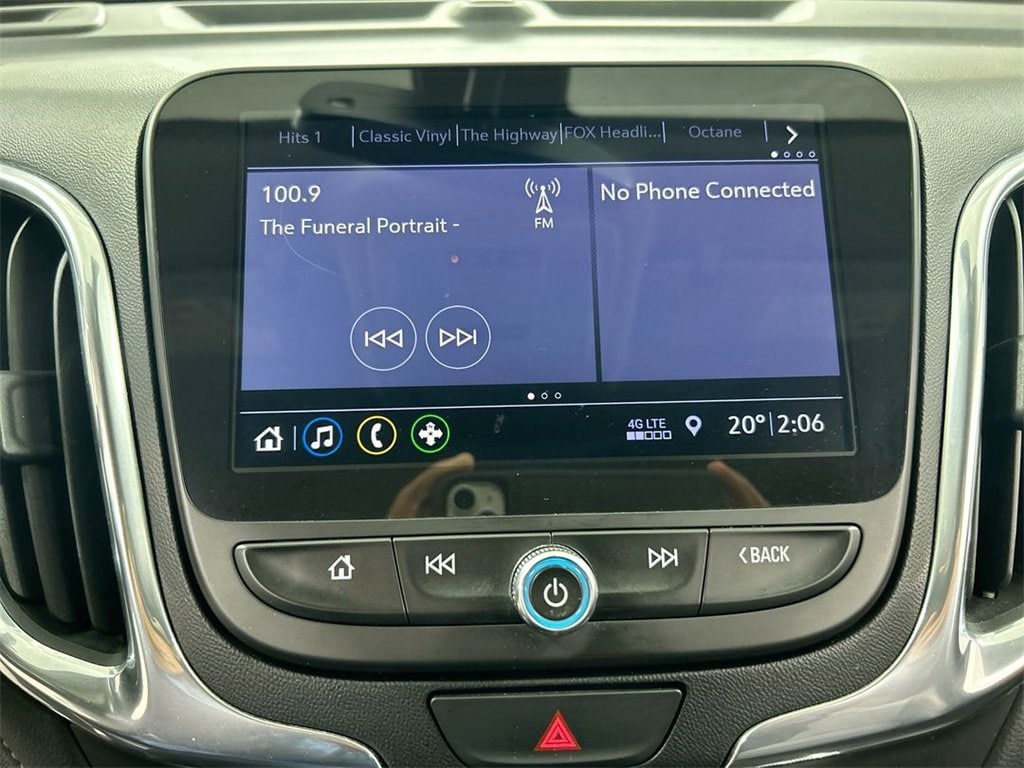 Hits 1 Classic Vinyl The Highway FOX Headli... Octane
100.9
The Funeral Portrait -
FM
No Phone Connected
4G LTE
20° 2:06
BACK